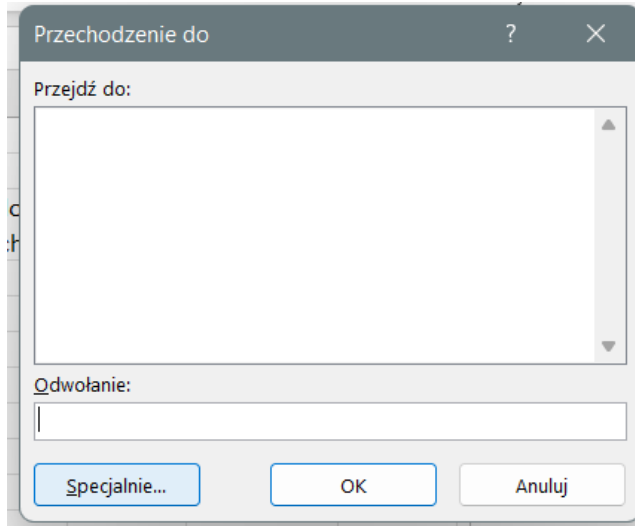 Przechodzenie do ?
Przejdź do:
Odwołanie:
Specjalnie... OK Anuluj